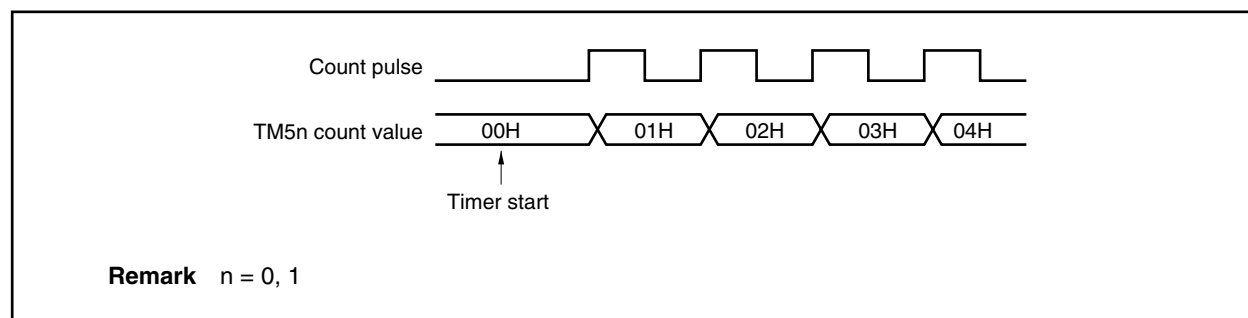 Count pulse
TM5n count value 00H 01H 02H 03H 04H
Timer start
Remark n = 0, 1